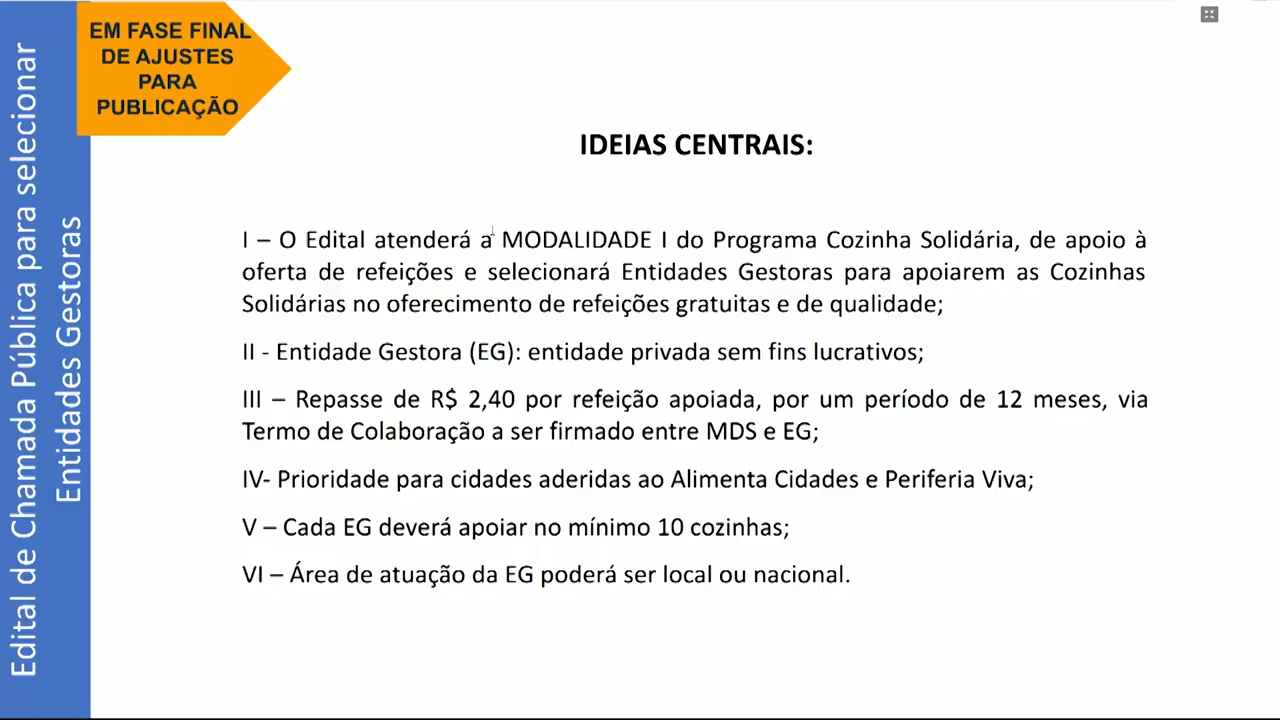 Edital de Chamada Pública para selecionar
Entidades Gestoras
EM FASE FINAL
DE AJUSTES
PARA
PUBLICAÇÃO
IDEIAS CENTRAIS:
I – O Edital atenderá a MODALIDADE I do Programa Cozinha Solidária, de apoio à
oferta de refeições e selecionará Entidades Gestoras para apoiarem as Cozinhas
Solidárias no oferecimento de refeições gratuitas e de qualidade;
II - Entidade Gestora (EG): entidade privada sem fins lucrativos;
III – Repasse de R$ 2,40 por refeição apoiada, por um período de 12 meses, via
Termo de Colaboração a ser firmado entre MDS e EG;
IV- Prioridade para cidades aderidas ao Alimenta Cidades e Periferia Viva;
V – Cada EG deverá apoiar no mínimo 10 cozinhas;
VI – Área de atuação da EG poderá ser local ou nacional.